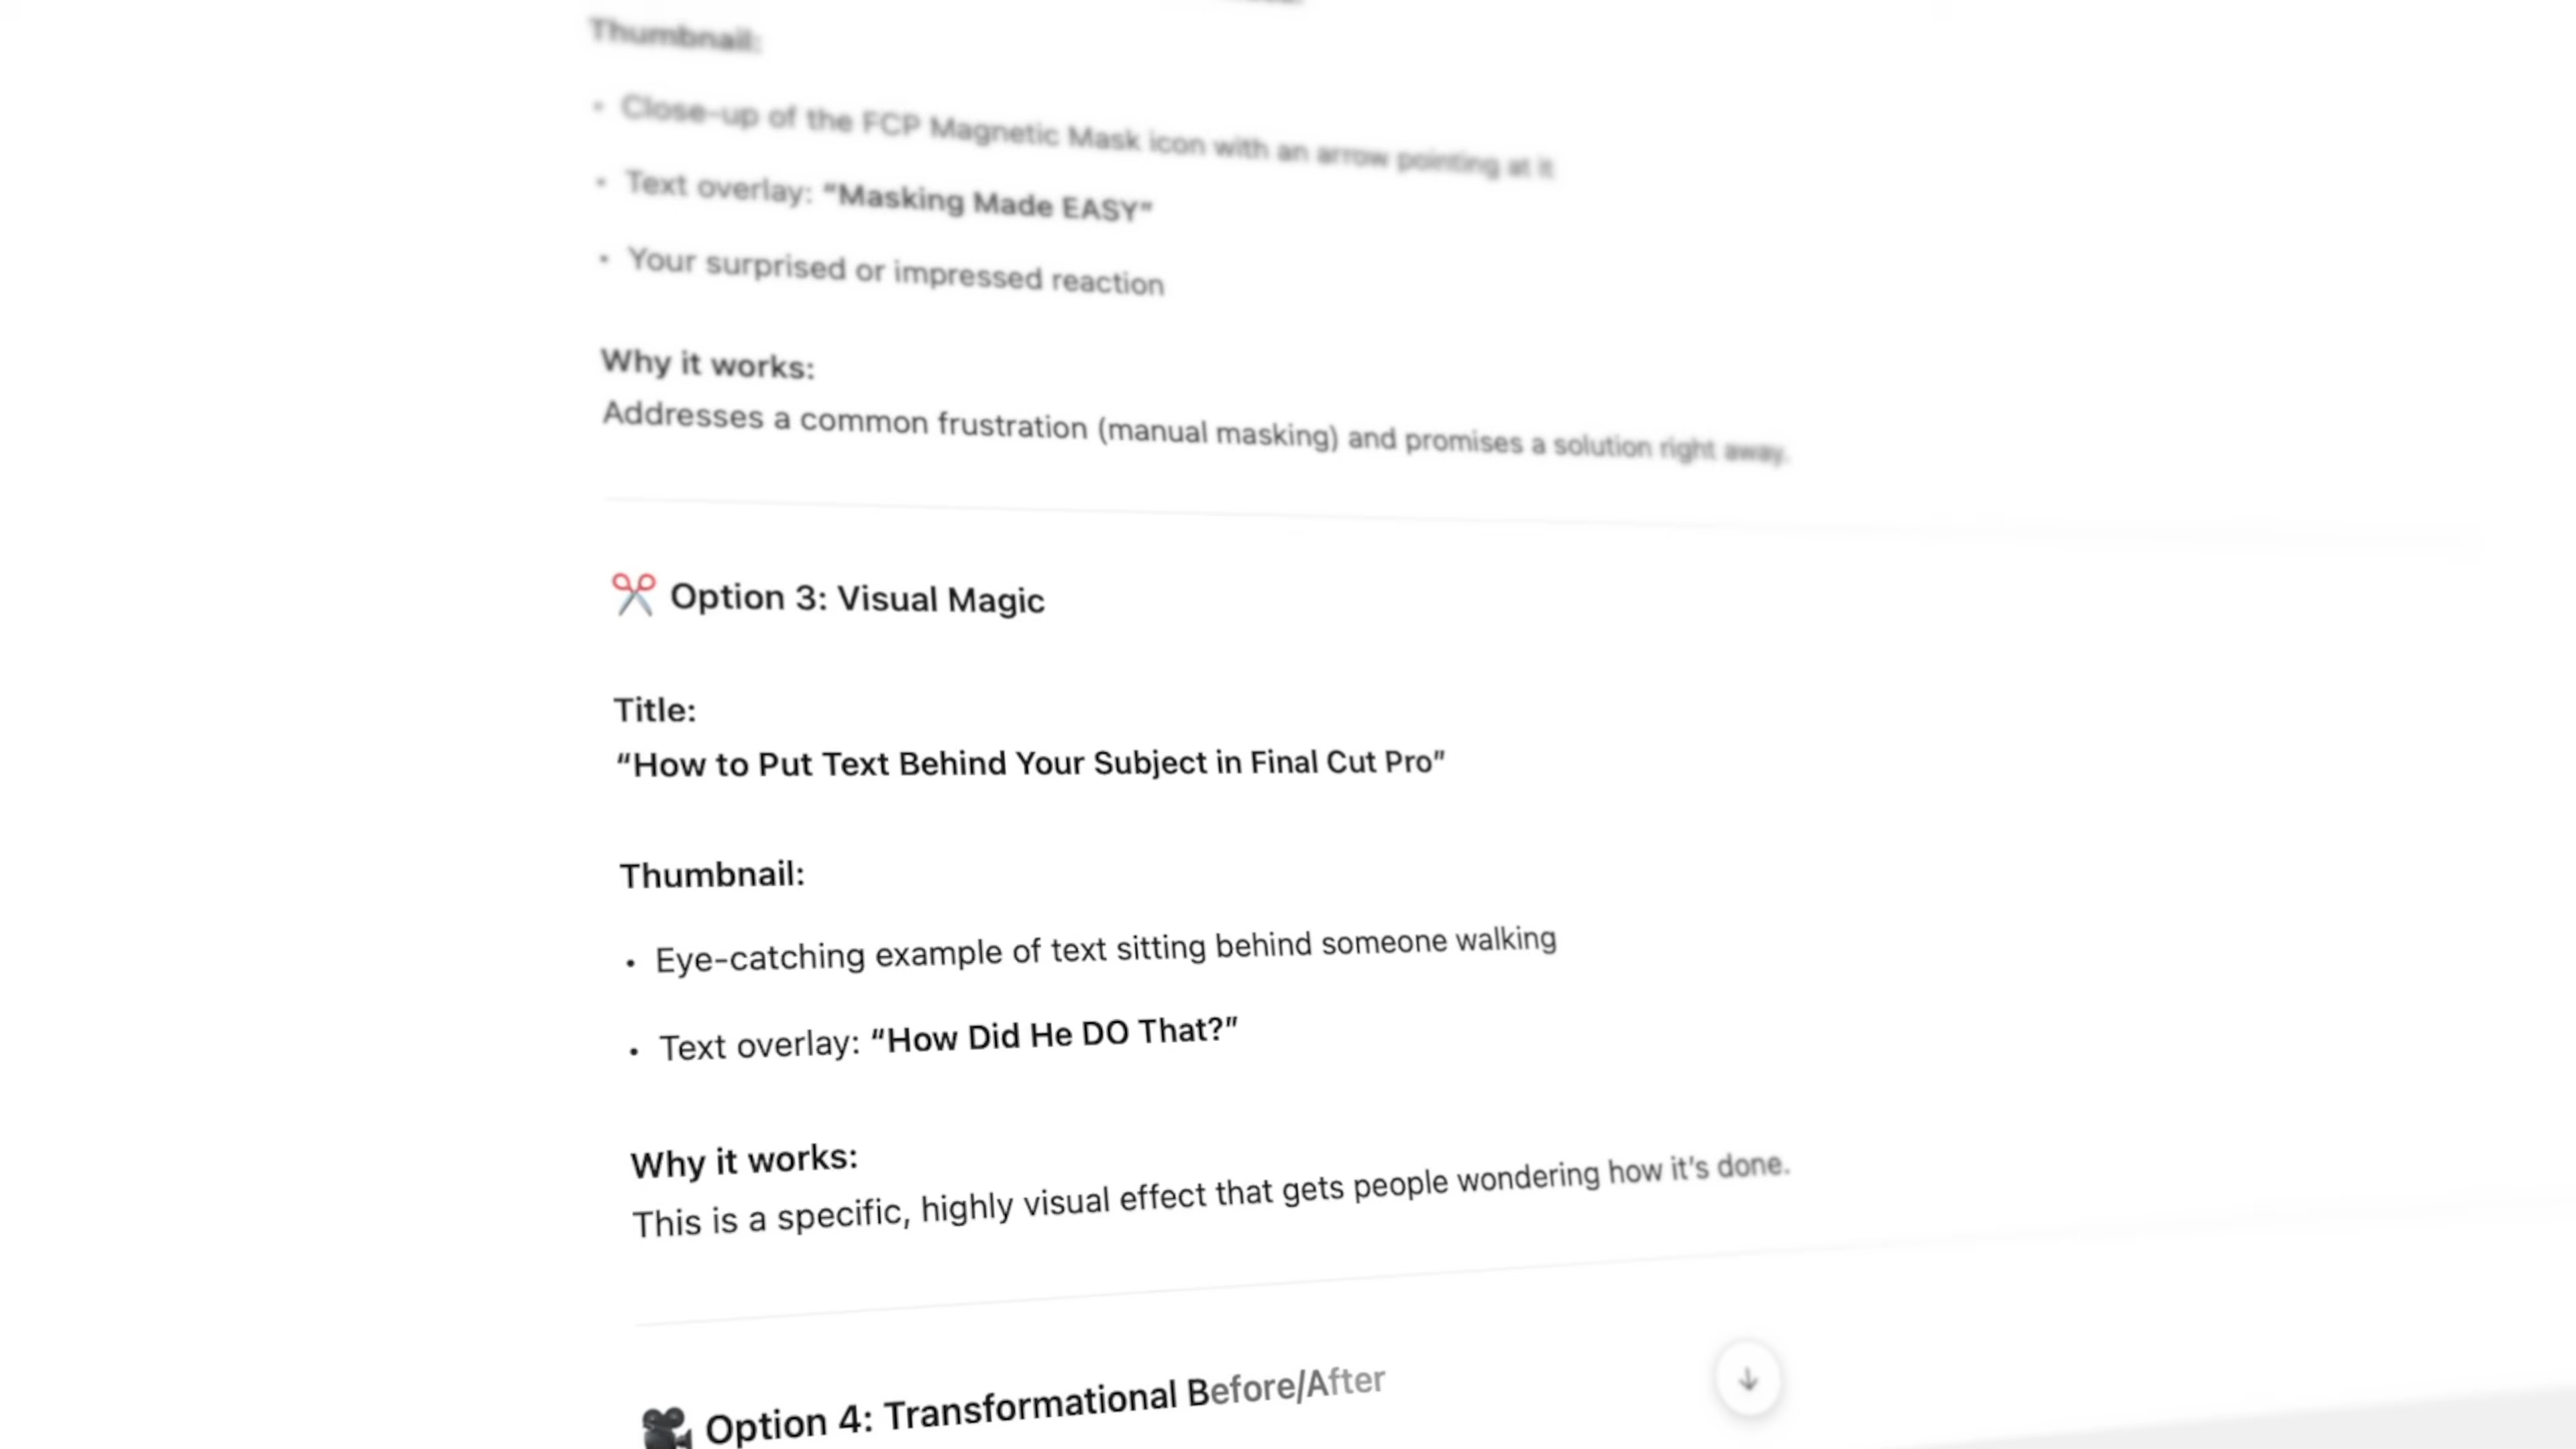 Thumbnail:
• Close-up of the FCP Magnetic Mask icon with an arrow pointing at it
• Text overlay: “Masking Made EASY”
• Your surprised or impressed reaction
Why it works:
Addresses a common frustration (manual masking) and promises a solution right away.
✂️ Option 3: Visual Magic
Title:
“How to Put Text Behind Your Subject in Final Cut Pro”
Thumbnail:
• Eye-catching example of text sitting behind someone walking
• Text overlay: “How Did He DO That?”
Why it works:
This is a specific, highly visual effect that gets people wondering how it’s done.
🎥 Option 4: Transformational Before/After